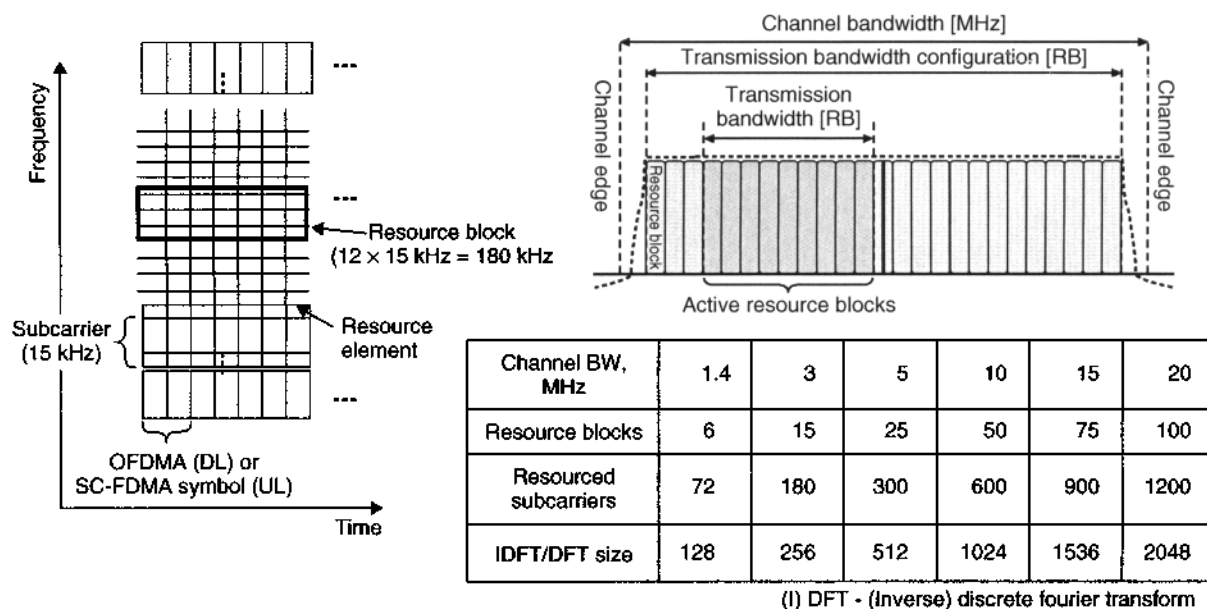 Frequency
Resource block
(12 × 15 kHz = 180 kHz
Subcarrier
(15 kHz)
Resource
element
OFDMA (DL) or
SC-FDMA symbol (UL)
Time
Channel bandwidth [MHz]
Transmission bandwidth configuration [RB]
Transmission
bandwidth [RB]
Channel edge
Channel edge
Resource block
Active resource blocks
Channel BW, 1.4 3 5 10 15 20
MHz
Resource blocks 6 15 25 50 75 100
Resourced
subcarriers 72 180 300 600 900 1200
IDFT/DFT size 128 256 512 1024 1536 2048
(I) DFT - (Inverse) discrete fourier transform